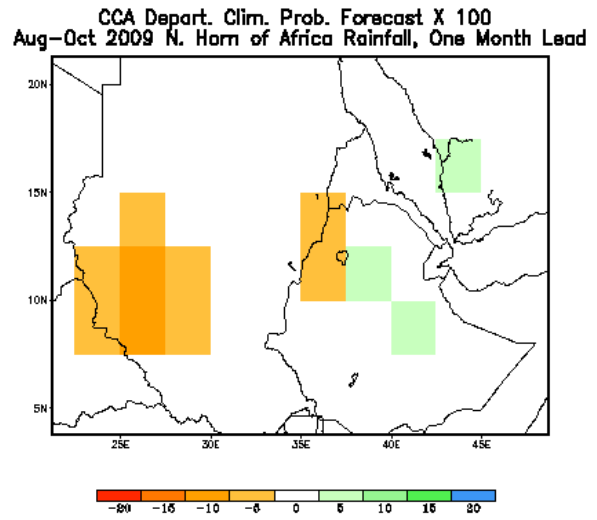 CCA Depart. Clim. Prob. Forecast X 100
Aug-Oct 2009 N. Horn of Africa Rainfall, One Month Lead
20N
15N
10N
5N
25E 30E 35E 40E 45E
-20 -15 -10 -5 0 5 10 15 20